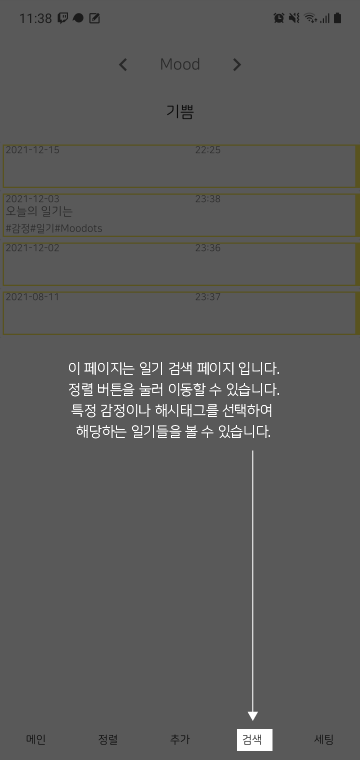 11:38
Mood
기쁨
2021-12-15 22:25
2021-12-03 23:38
오늘의 일기는
#감정#일기#Moodots
2021-12-02 23:36
2021-08-11 23:37
이 페이지는 일기 검색 페이지 입니다.
정렬 버튼을 눌러 이동할 수 있습니다.
특정 감정이나 해시태그를 선택하여
해당하는 일기들을 볼 수 있습니다.
메인 정렬 추가 검색 세팅